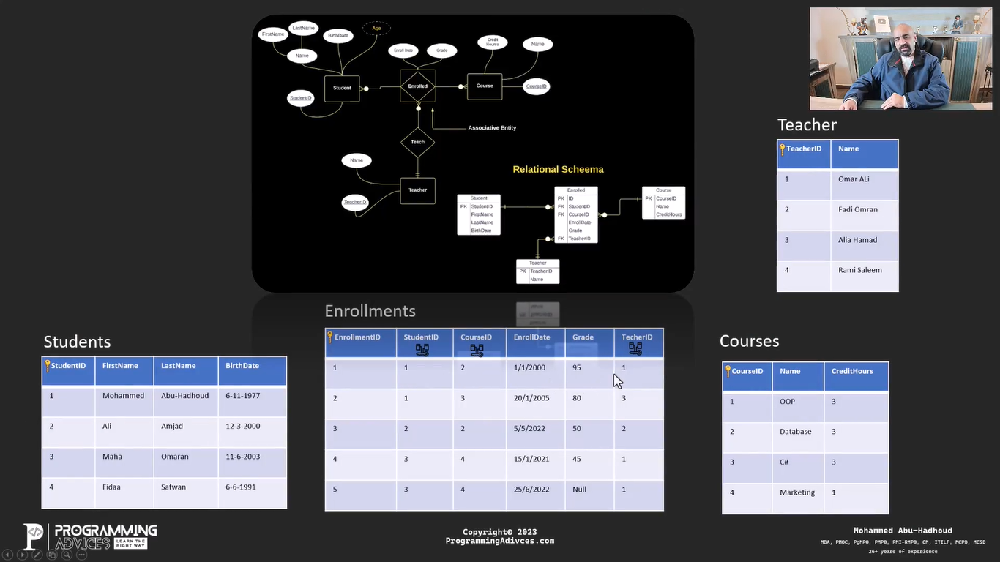 FirstName
LastName
BirthDate
Age
Name
StudentID
Student
Enroll Date
Grade
Enrolled
Credit
Hourse
Name
Course
CourseID
Associative Entity
Teach
Name
TeacherID
Teacher
Relational Scheema
Student
PK StudentID
FirstName
LastName
BirthDate
Enrolled
PK ID
FK StudentID
FK CourseID
EnrollDate
Grade
FK TeacherID
Course
PK CourseID
Name
CreditHours
Teacher
PK TeacherID
Name
Teacher
TeacherID Name
1 Omar ALi
2 Fadi Omran
3 Alia Hamad
4 Rami Saleem
Students
StudentID FirstName LastName BirthDate
1 Mohammed Abu-Hadhoud 6-11-1977
2 Ali Amjad 12-3-2000
3 Maha Omaran 11-6-2003
4 Fidaa Safwan 6-6-1991
Enrollments
EnrollmentID StudentID CourseID EnrollDate Grade TecherID
1 1 2 1/1/2000 95 1
2 1 3 20/1/2005 80 3
3 2 2 5/5/2022 50 2
4 3 4 15/1/2021 45 1
5 3 4 25/6/2022 Null 1
Courses
CourseID Name CreditHours
1 OOP 3
2 Database 3
3 C# 3
4 Marketing 1
PROGRAMMING
ADVICES LEARN THE
RIGHT WAY
Copyright© 2023
ProgrammingAdivces.com
Mohammed Abu-Hadhoud
MBA, PMOC, PgMP®, PMP®, PMI-RMP®, CM, ITILF, MCPD, MCSD
26+ years of experience